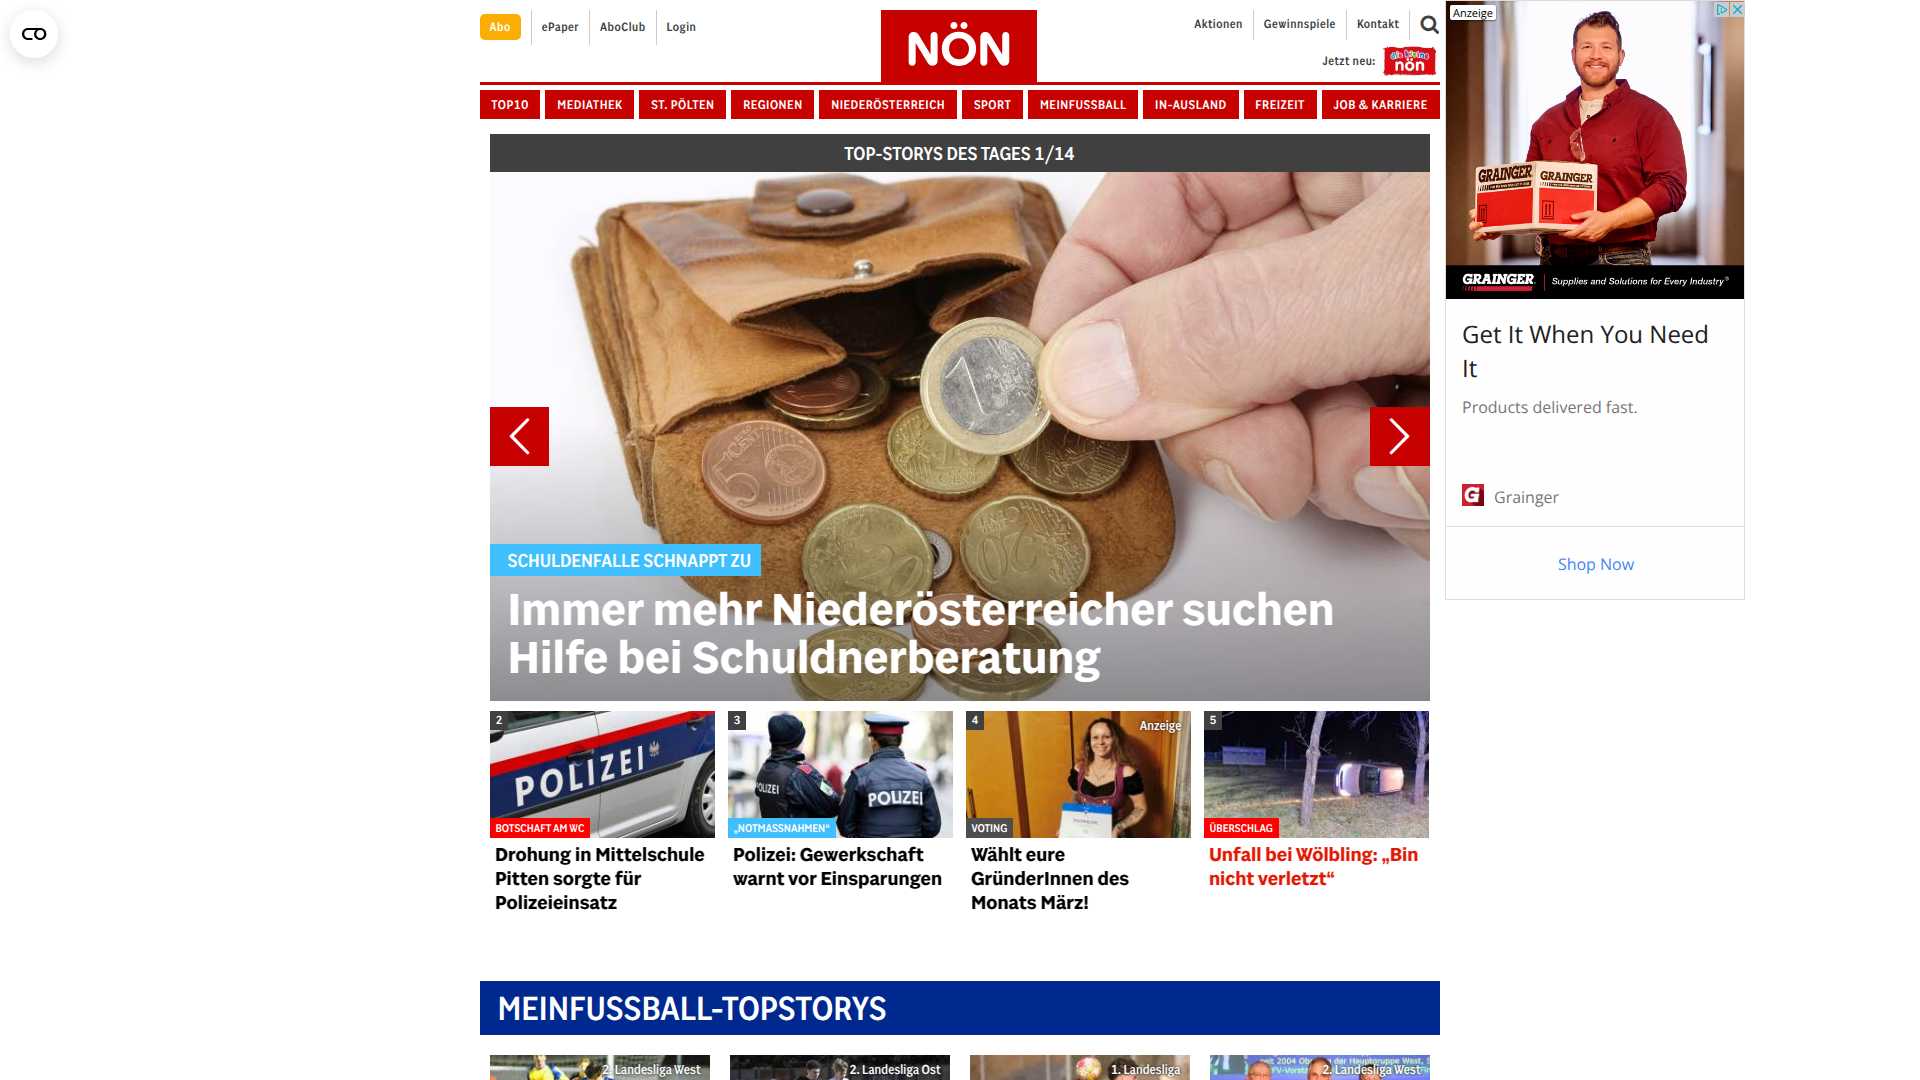 Abo
ePaper
AboClub
Login
NÖN
Aktionen
Gewinnspiele
Kontakt
Jetzt neu:
die kleine
nön
TOP10
MEDIATHEK
ST. PÖLTEN
REGIONEN
NIEDERÖSTERREICH
SPORT
MEINFUSSBALL
IN-AUSLAND
FREIZEIT
JOB & KARRIERE
TOP-STORYS DES TAGES 1/14
SCHULDENFALLE SCHNAPPT ZU
Immer mehr Niederösterreicher suchen
Hilfe bei Schuldnerberatung
Anzeige
GRAINGER
GRAINGER
GRAINGER
Supplies and Solutions for Every Industry®
Get It When You Need
It
Products delivered fast.
G
Grainger
Shop Now
2
POLIZEI
BOTSCHAFT AM WC
Drohung in Mittelschule
Pitten sorgte für
Polizeieinsatz
3
POLIZEI
POLIZEI
„NOTMASSNAHMEN“
Polizei: Gewerkschaft
warnt vor Einsparungen
4
Anzeige
VOTING
Wählt eure
GründerInnen des
Monats März!
5
ÜBERSCHLAG
Unfall bei Wölbling: „Bin
nicht verletzt“
MEINFUSSBALL-TOPSTORYS
2. Landesliga West
2. Landesliga Ost
1. Landesliga
2. Landesliga West